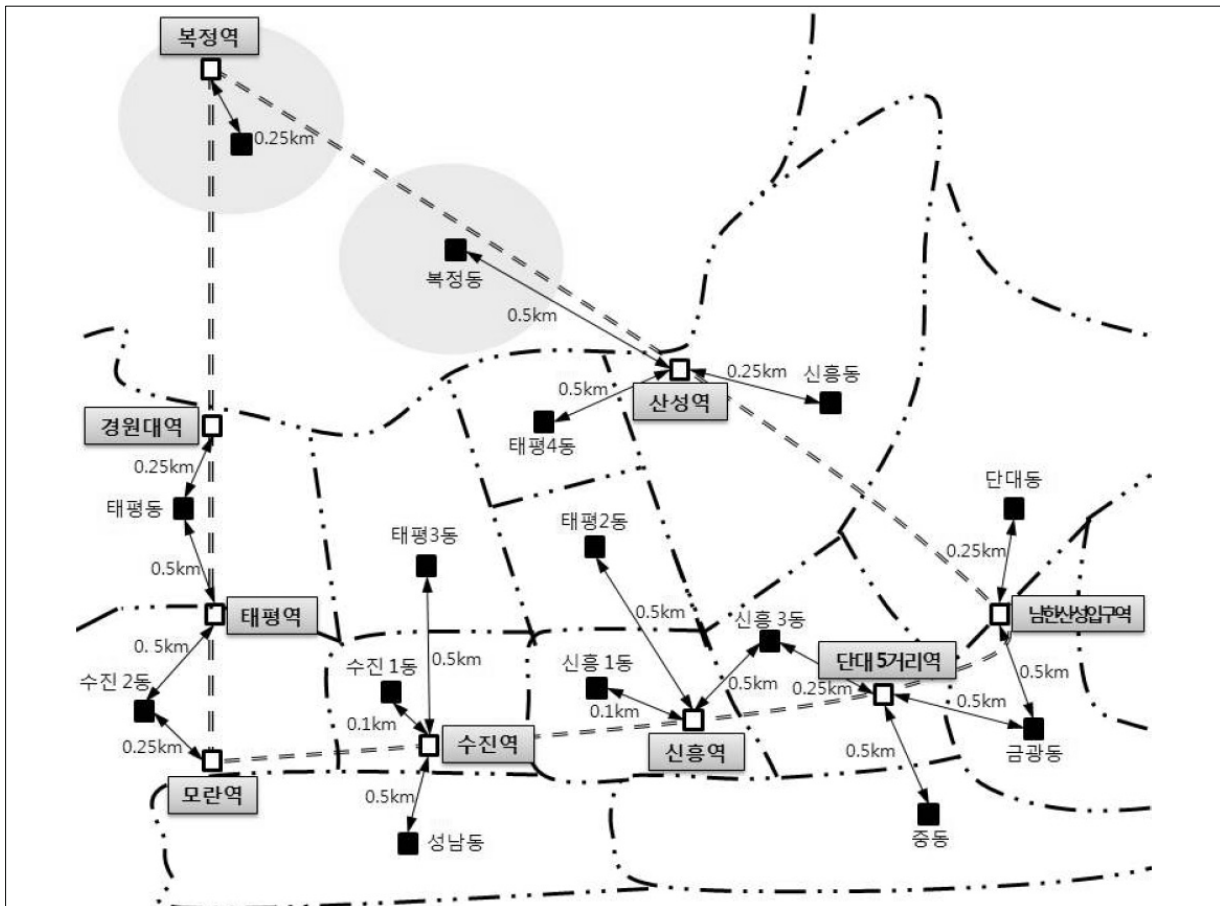 복정역
0.25km
복정동
0.5km
0.25km
신흥동
0.5km
산성역
태평4동
경원대역
0.25km
태평동
단대동
태평3동
태평2동
0.25km
0.5km
태평역
0.5km
신흥 3동
남한산성입구역
0.5km
수진 1동
0.5km
신흥 1동
단대 5거리역
0.5km
수진 2동
0.5km
0.25km
0.1km
0.1km
0.5km
0.25km
수진역
신흥역
0.5km
금광동
모란역
0.5km
성남동
중동